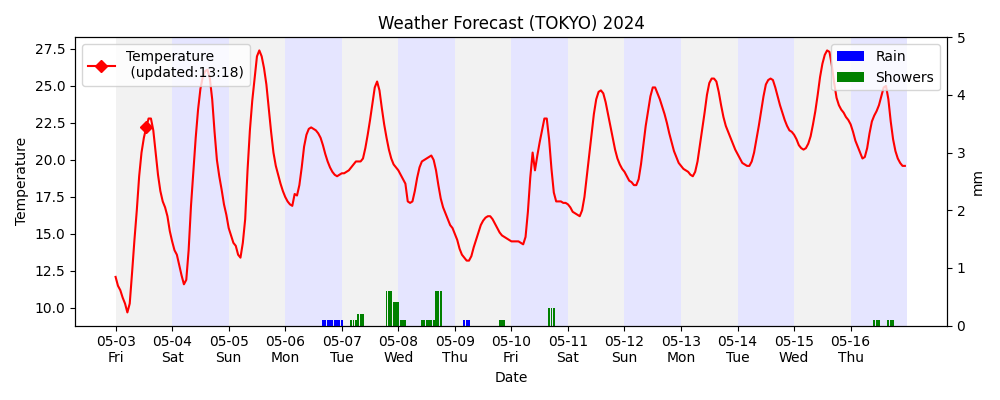 Weather Forecast (TOKYO) 2024
Temperature
(updated:13:18)
Rain
Showers
27.5
25.0
22.5
20.0
17.5
15.0
12.5
10.0
Temperature
5
4
3
2
1
0
mm
05-03 05-04 05-05 05-06 05-07 05-08 05-09 05-10 05-11 05-12 05-13 05-14 05-15 05-16
Fri Sat Sun Mon Tue Wed Thu Fri Sat Sun Mon Tue Wed Thu
Date